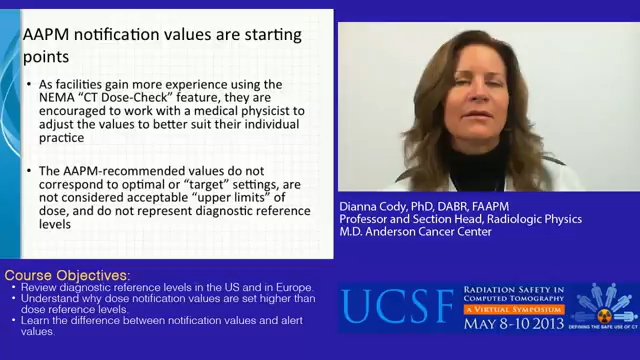 AAPM notification values are starting
points
• As facilities gain more experience using the
NEMA “CT Dose-Check” feature, they are
encouraged to work with a medical physicist to
adjust the values to better suit their individual
practice
• The AAPM-recommended values do not
correspond to optimal or “target” settings, are
not considered acceptable “upper limits” of
dose, and do not represent diagnostic reference
levels
Dianna Cody, PhD, DABR, FAAPM
Professor and Section Head, Radiologic Physics
M.D. Anderson Cancer Center
Course Objectives:
• Review diagnostic reference levels in the US and in Europe.
• Understand why dose notification values are set higher than
dose reference levels.
• Learn the difference between notification values and alert
values.
UCSF
RADIATION SAFETY IN
COMPUTED TOMOGRAPHY
A VIRTUAL SYMPOSIUM
MAY 8-10 2013
DEFINING THE SAFE USE OF CT